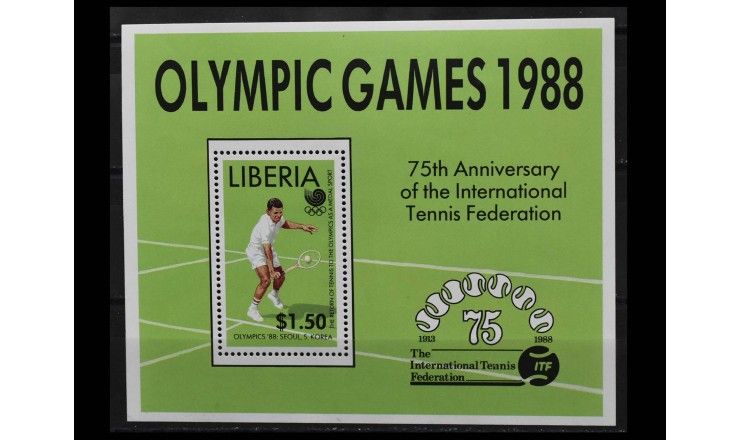 OLYMPIC GAMES 1988
LIBERIA
THE RETURN OF TENNIS TO THE OLYMPICS AS A MEDAL SPORT
$1.50
OLYMPICS '88: SEOUL, S. KOREA
75th Anniversary
of the International
Tennis Federation
75
1913 1988
The
International Tennis
Federation
ITF